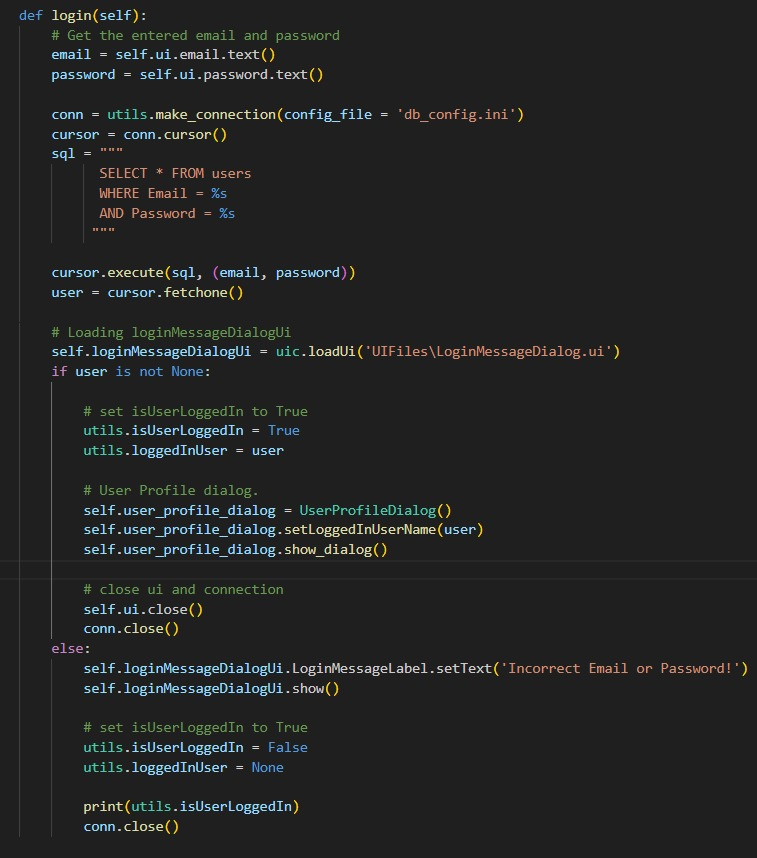 def login(self):
    # Get the entered email and password
    email = self.ui.email.text()
    password = self.ui.password.text()

    conn = utils.make_connection(config_file = 'db_config.ini')
    cursor = conn.cursor()
    sql = """
          SELECT * FROM users
          WHERE Email = %s
          AND Password = %s
         """

    cursor.execute(sql, (email, password))
    user = cursor.fetchone()

    # Loading loginMessageDialogUi
    self.loginMessageDialogUi = uic.loadUi('UIFiles\LoginMessageDialog.ui')
    if user is not None:

        # set isUserLoggedIn to True
        utils.isUserLoggedIn = True
        utils.loggedInUser = user

        # User Profile dialog.
        self.user_profile_dialog = UserProfileDialog()
        self.user_profile_dialog.setLoggedInUserName(user)
        self.user_profile_dialog.show_dialog()

        # close ui and connection
        self.ui.close()
        conn.close()
    else:
        self.loginMessageDialogUi.LoginMessageLabel.setText('Incorrect Email or Password!')
        self.loginMessageDialogUi.show()

        # set isUserLoggedIn to True
        utils.isUserLoggedIn = False
        utils.loggedInUser = None

        print(utils.isUserLoggedIn)
        conn.close()